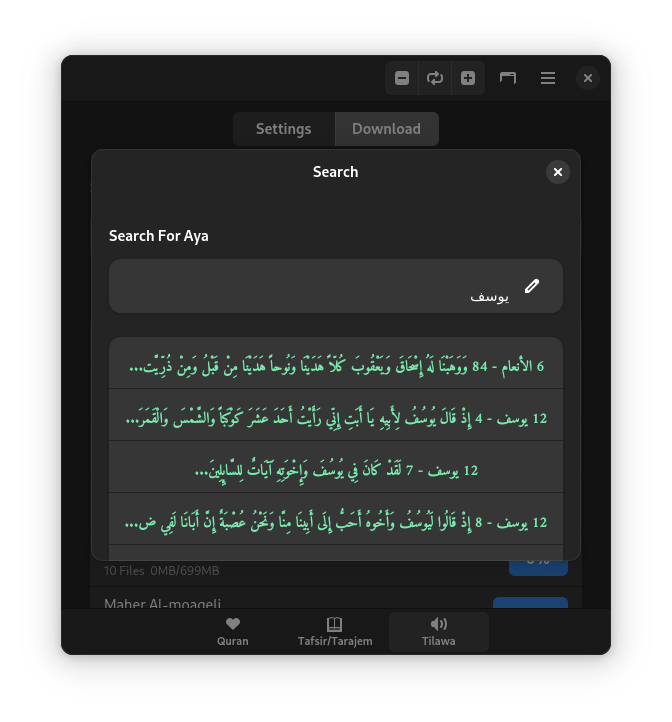 Settings
Download
Search
Search For Aya
يوسف
6 الأنعام - 84 وَوَهَبْنَا لَهُ إِسْحَاقَ وَيَعْقُوبَ كُلّاً هَدَيْنَا وَنُوحاً هَدَيْنَا مِنْ قَبْلُ وَمِنْ ذُرِّيَّت...
12 يوسف - 4 إِذْ قَالَ يُوسُفُ لِأَبِيهِ يَا أَبَتِ إِنِّي رَأَيْتُ أَحَدَ عَشَرَ كَوْكَباً وَالشَّمْسَ وَالْقَمَرَ...
12 يوسف - 7 لَقَدْ كَانَ فِي يُوسُفَ وَإِخْوَتِهِ آيَاتٌ لِلسَّائِلِينَ...
12 يوسف - 8 إِذْ قَالُوا لَيُوسُفُ وَأَخُوهُ أَحَبُّ إِلَى أَبِينَا مِنَّا وَنَحْنُ عُصْبَةٌ إِنَّ أَبَانَا لَفِي ض...
10 Files 0MB/699MB
Maher Al-moaqeli
Quran
Tafsir/Tarajem
Tilawa